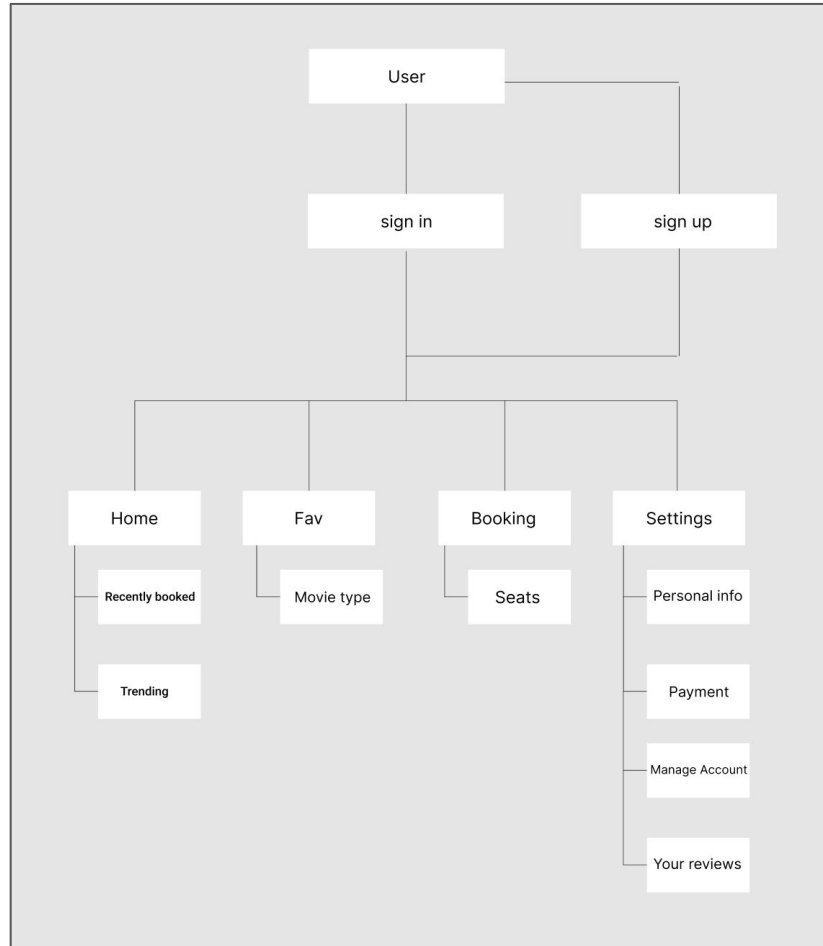 User
sign in
sign up
Home
Fav
Booking
Settings
Recently booked
Movie type
Seats
Personal info
Trending
Payment
Manage Account
Your reviews